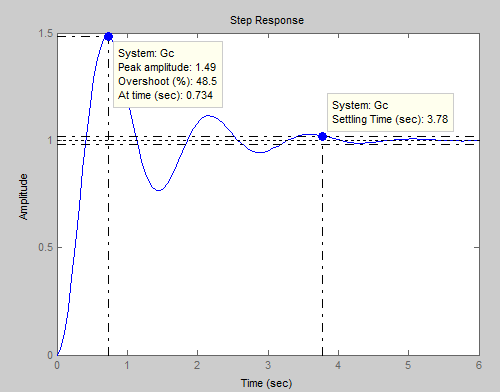 Step Response
1.5
System: Gc
Peak amplitude: 1.49
Overshoot (%): 48.5
At time (sec): 0.734
System: Gc
Settling Time (sec): 3.78
1
Amplitude
0.5
0
0 1 2 3 4 5 6
Time (sec)